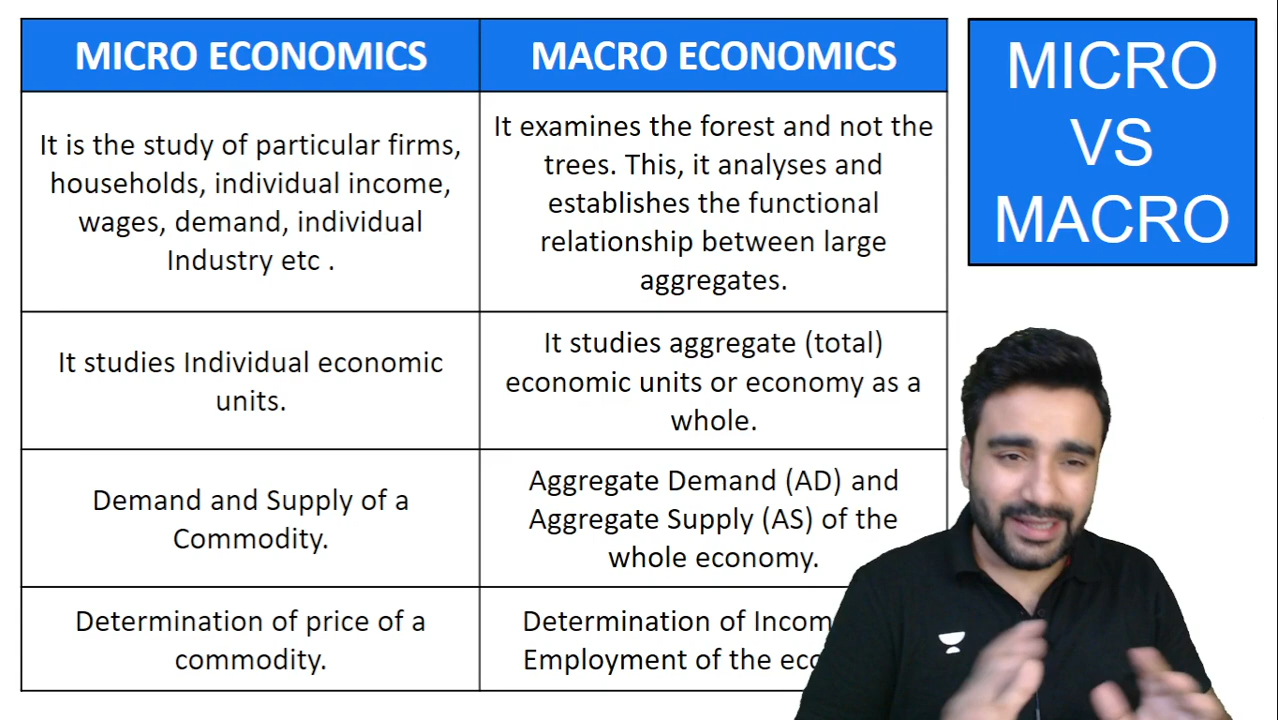 MICRO ECONOMICS
MACRO ECONOMICS
It is the study of particular firms,
households, individual income,
wages, demand, individual
Industry etc .
It examines the forest and not the
trees. This, it analyses and
establishes the functional
relationship between large
aggregates.
It studies Individual economic
units.
It studies aggregate (total)
economic units or economy as a
whole.
Demand and Supply of a
Commodity.
Aggregate Demand (AD) and
Aggregate Supply (AS) of the
whole economy.
Determination of price of a
commodity.
Determination of
Employment of the
MICRO
VS
MACRO